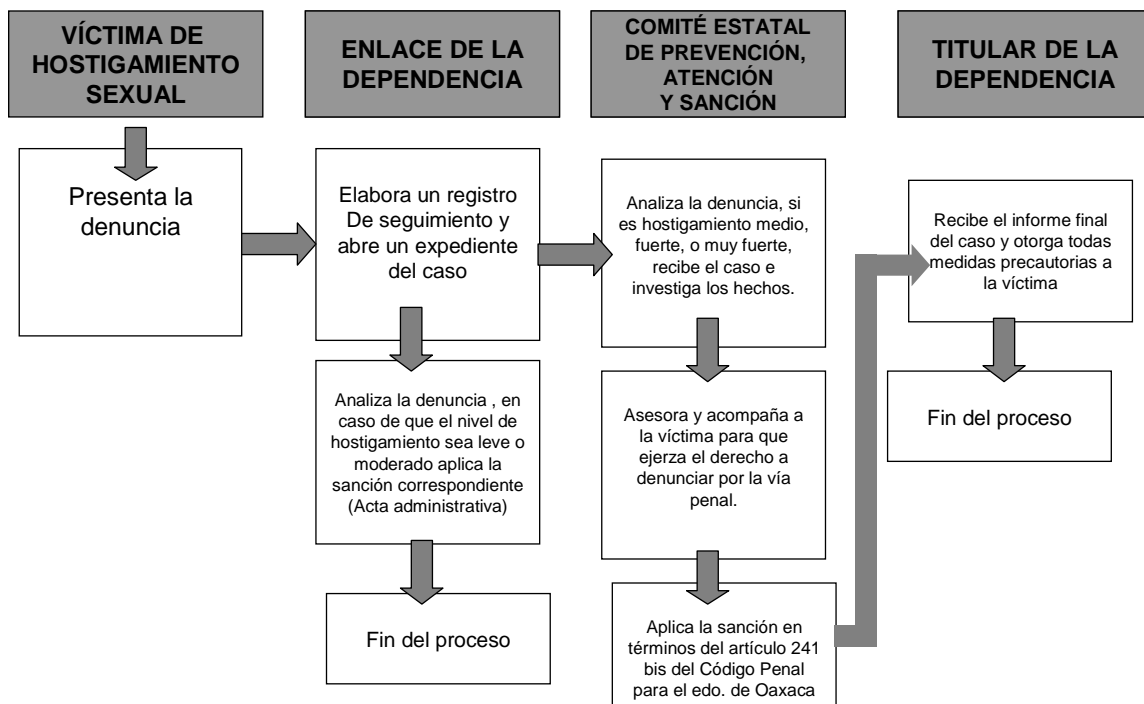 VÍCTIMA DE
HOSTIGAMIENTO
SEXUAL
ENLACE DE LA
DEPENDENCIA
COMITÉ ESTATAL
DE PREVENCIÓN,
ATENCIÓN
Y SANCIÓN
TITULAR DE LA
DEPENDENCIA
Presenta la
denuncia
Elabora un registro
De seguimiento y
abre un expediente
del caso
Analiza la denuncia, si
es hostigamiento medio,
fuerte, o muy fuerte,
recibe el caso e
investiga los hechos.
Recibe el informe final
del caso y otorga todas
medidas precautorias a
la víctima
Analiza la denuncia , en
caso de que el nivel de
hostigamiento sea leve o
moderado aplica la
sanción correspondiente
(Acta administrativa)
Asesora y acompaña a
la víctima para que
ejerza el derecho a
denunciar por la vía
penal.
Fin del proceso
Fin del proceso
Aplica la sanción en
términos del artículo 241
bis del Código Penal
para el edo. de Oaxaca